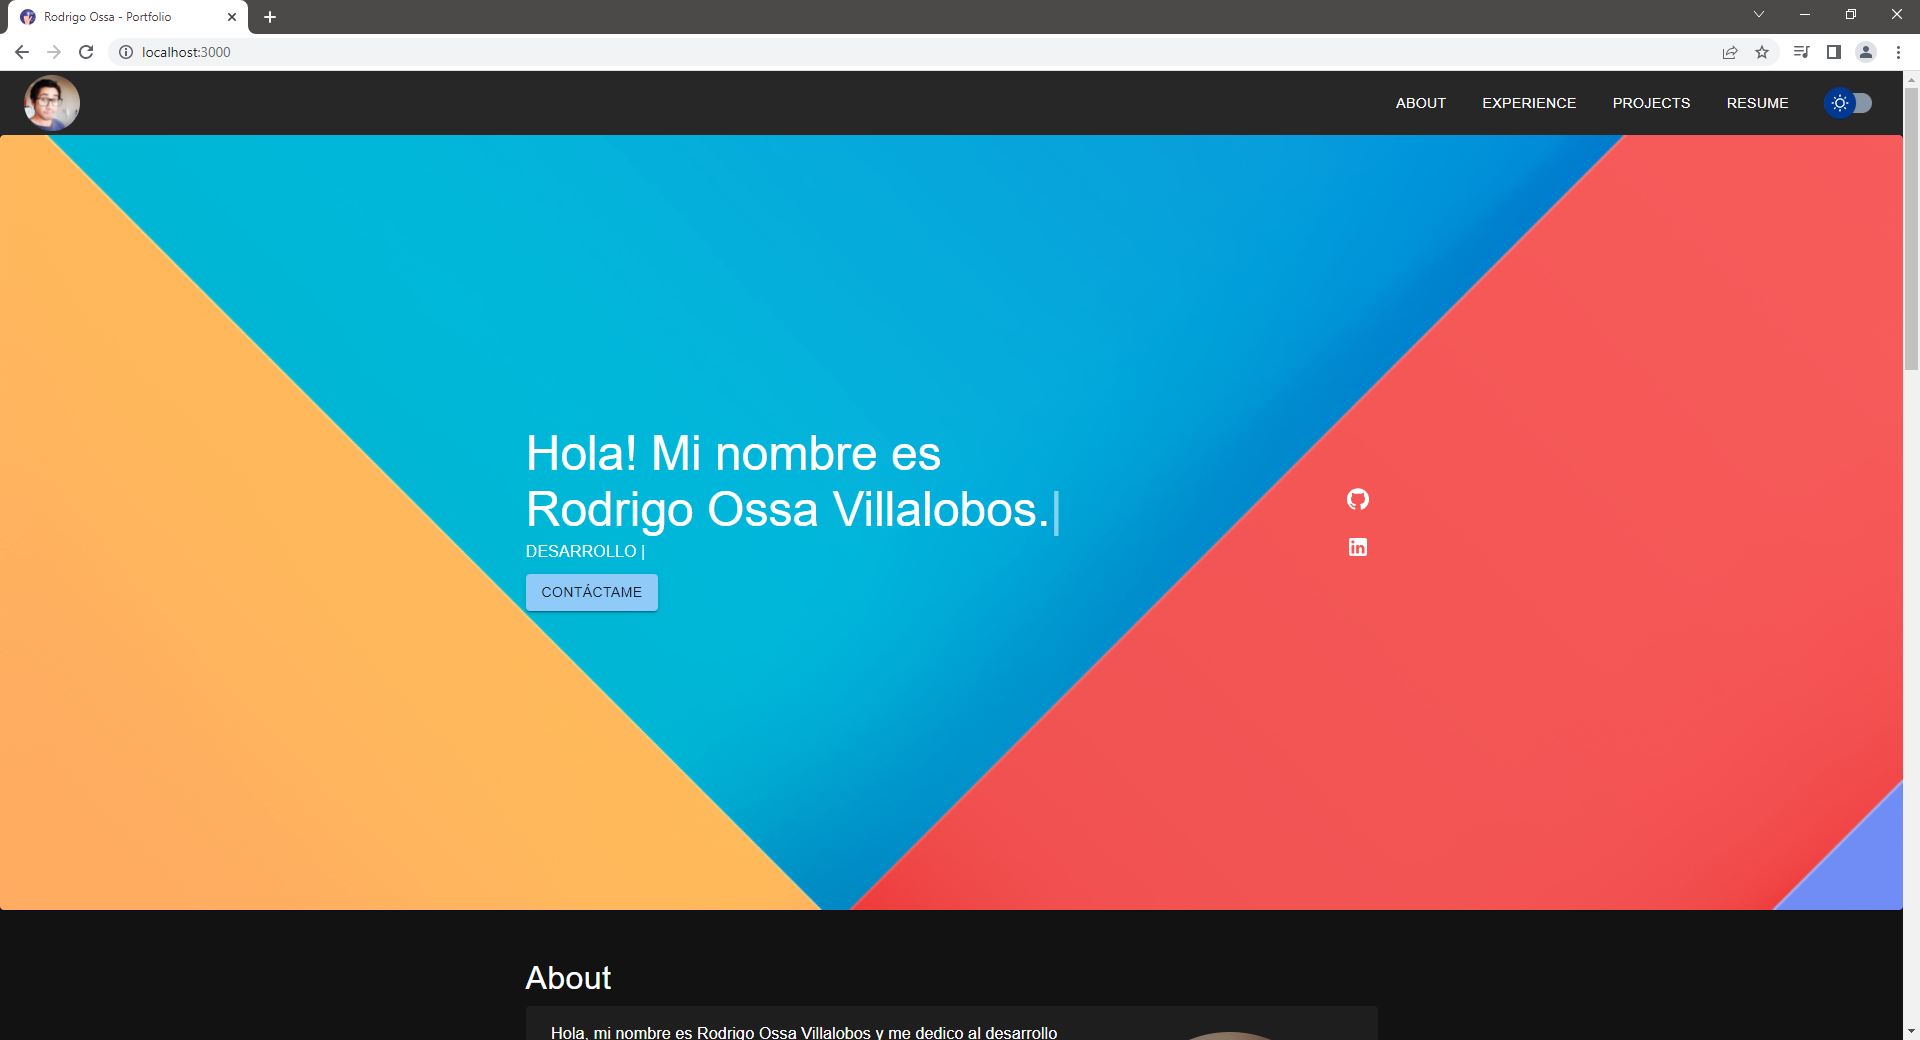 Rodrigo Ossa - Portfolio
localhost:3000
ABOUT EXPERIENCE PROJECTS RESUME
Hola! Mi nombre es
Rodrigo Ossa Villalobos.|
DESARROLLO |
CONTÁCTAME
in
About
Hola, mi nombre es Rodrigo Ossa Villalobos y me dedico al desarrollo